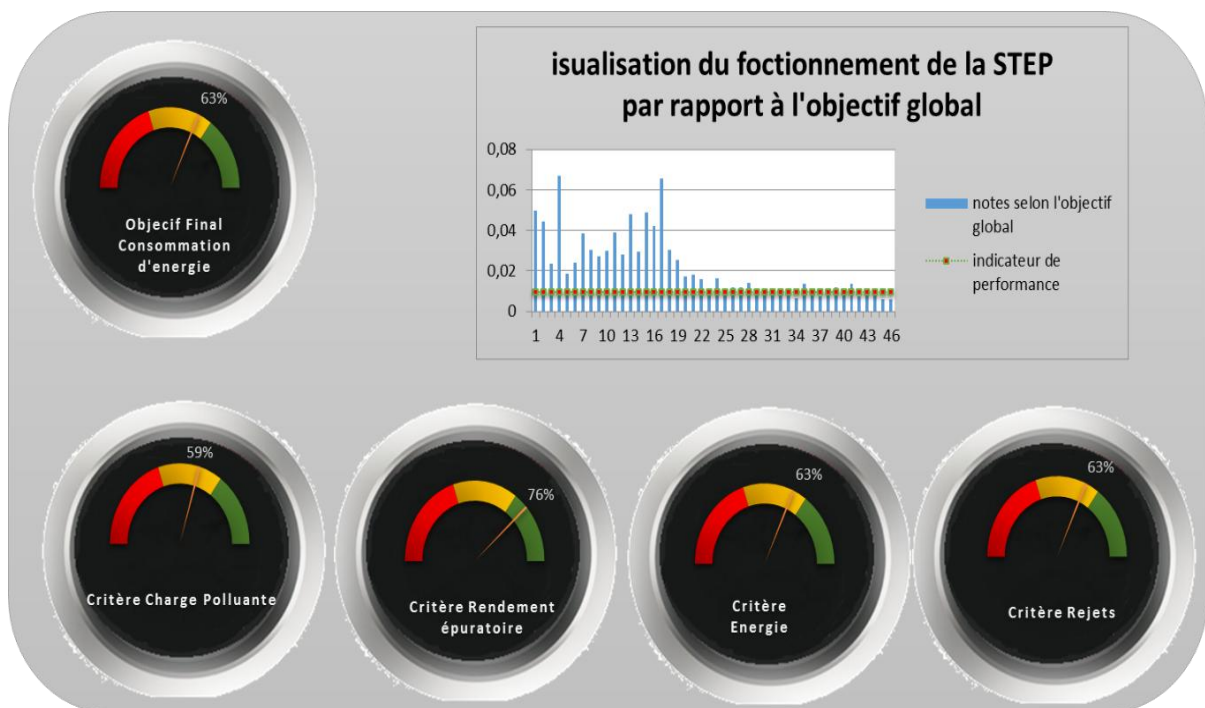 63%
Objecif Final
Consommation
d'energie
isualisation du foctionnement de la STEP
par rapport à l'objectif global
0,08
0,06
0,04
0,02
0
1 4 7 10 13 16 19 22 25 28 31 34 37 40 43 46
notes selon l'objectif
global
indicateur de
performance
59%
Critère Charge Polluante
76%
Critère Rendement
épuratoire
63%
Critère
Energie
63%
Critère Rejets